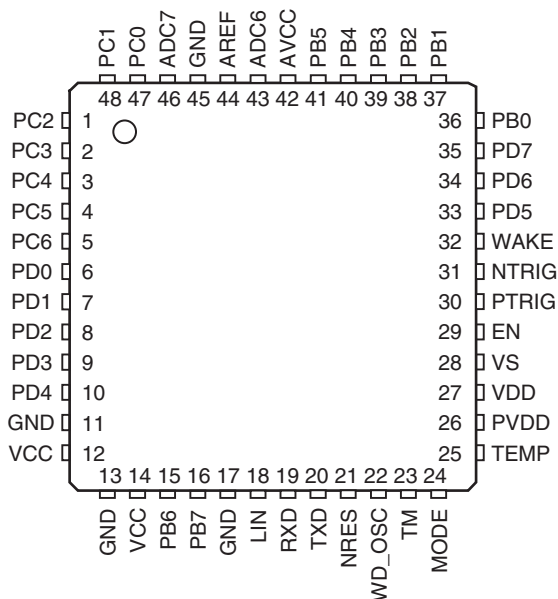 PC1 PC0 ADC7 GND AREF ADC6 AVCC PB5 PB4 PB3 PB2 PB1
48 47 46 45 44 43 42 41 40 39 38 37
PC2 1 36 PB0
PC3 2 35 PD7
PC4 3 34 PD6
PC5 4 33 PD5
PC6 5 32 WAKE
PD0 6 31 NTRIG
PD1 7 30 PTRIG
PD2 8 29 EN
PD3 9 28 VS
PD4 10 27 VDD
GND 11 26 PVDD
VCC 12 25 TEMP
13 14 15 16 17 18 19 20 21 22 23 24
GND VCC PB6 PB7 GND LIN RXD TXD NRES WD_OSC TM MODE